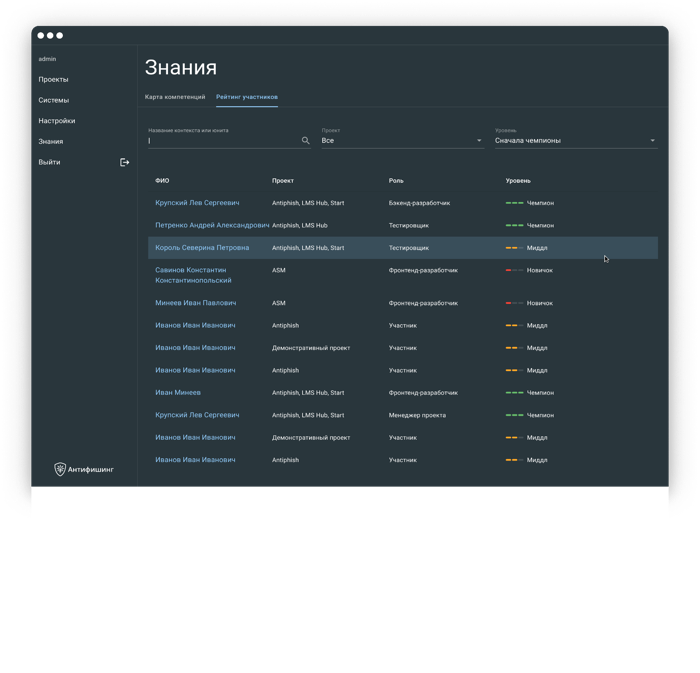 admin
Проекты
Системы
Настройки
Знания
Выйти
Антифишинг
Знания
Карта компетенций Рейтинг участников
Название контекста или юнита Проект Уровень
Все Сначала чемпионы
ФИО Проект Роль Уровень
Крупский Лев Сергеевич Antiphish, LMS Hub, Start Бэкенд-разработчик Чемпион
Петренко Андрей Александрович Antiphish, LMS Hub Тестировщик Чемпион
Король Северина Петровна Antiphish, LMS Hub, Start Тестировщик Миддл
Савинов Константин ASM Фронтенд-разработчик Новичок
Константинопольский
Минеев Иван Павлович ASM Фронтенд-разработчик Новичок
Иванов Иван Иванович Antiphish Участник Миддл
Иванов Иван Иванович Демонстративный проект Участник Миддл
Иванов Иван Иванович Antiphish Участник Миддл
Иван Минеев Antiphish, LMS Hub, Start Фронтенд-разработчик Чемпион
Крупский Лев Сергеевич Antiphish, LMS Hub, Start Менеджер проекта Чемпион
Иванов Иван Иванович Демонстративный проект Участник Миддл
Иванов Иван Иванович Antiphish Участник Миддл